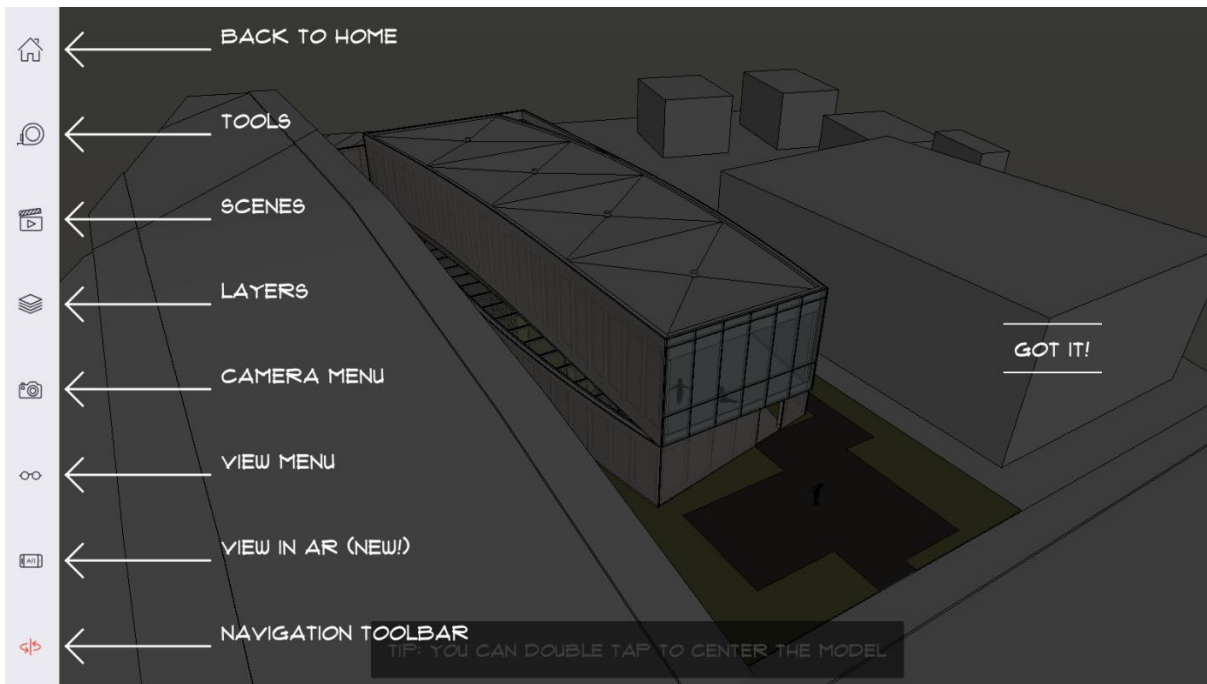 BACK TO HOME
TOOLS
SCENES
LAYERS
GOT IT!
CAMERA MENU
VIEW MENU
AR
VIEW IN AR (NEW!)
NAVIGATION TOOLBAR
TIP: YOU CAN DOUBLE TAP TO CENTER THE MODEL